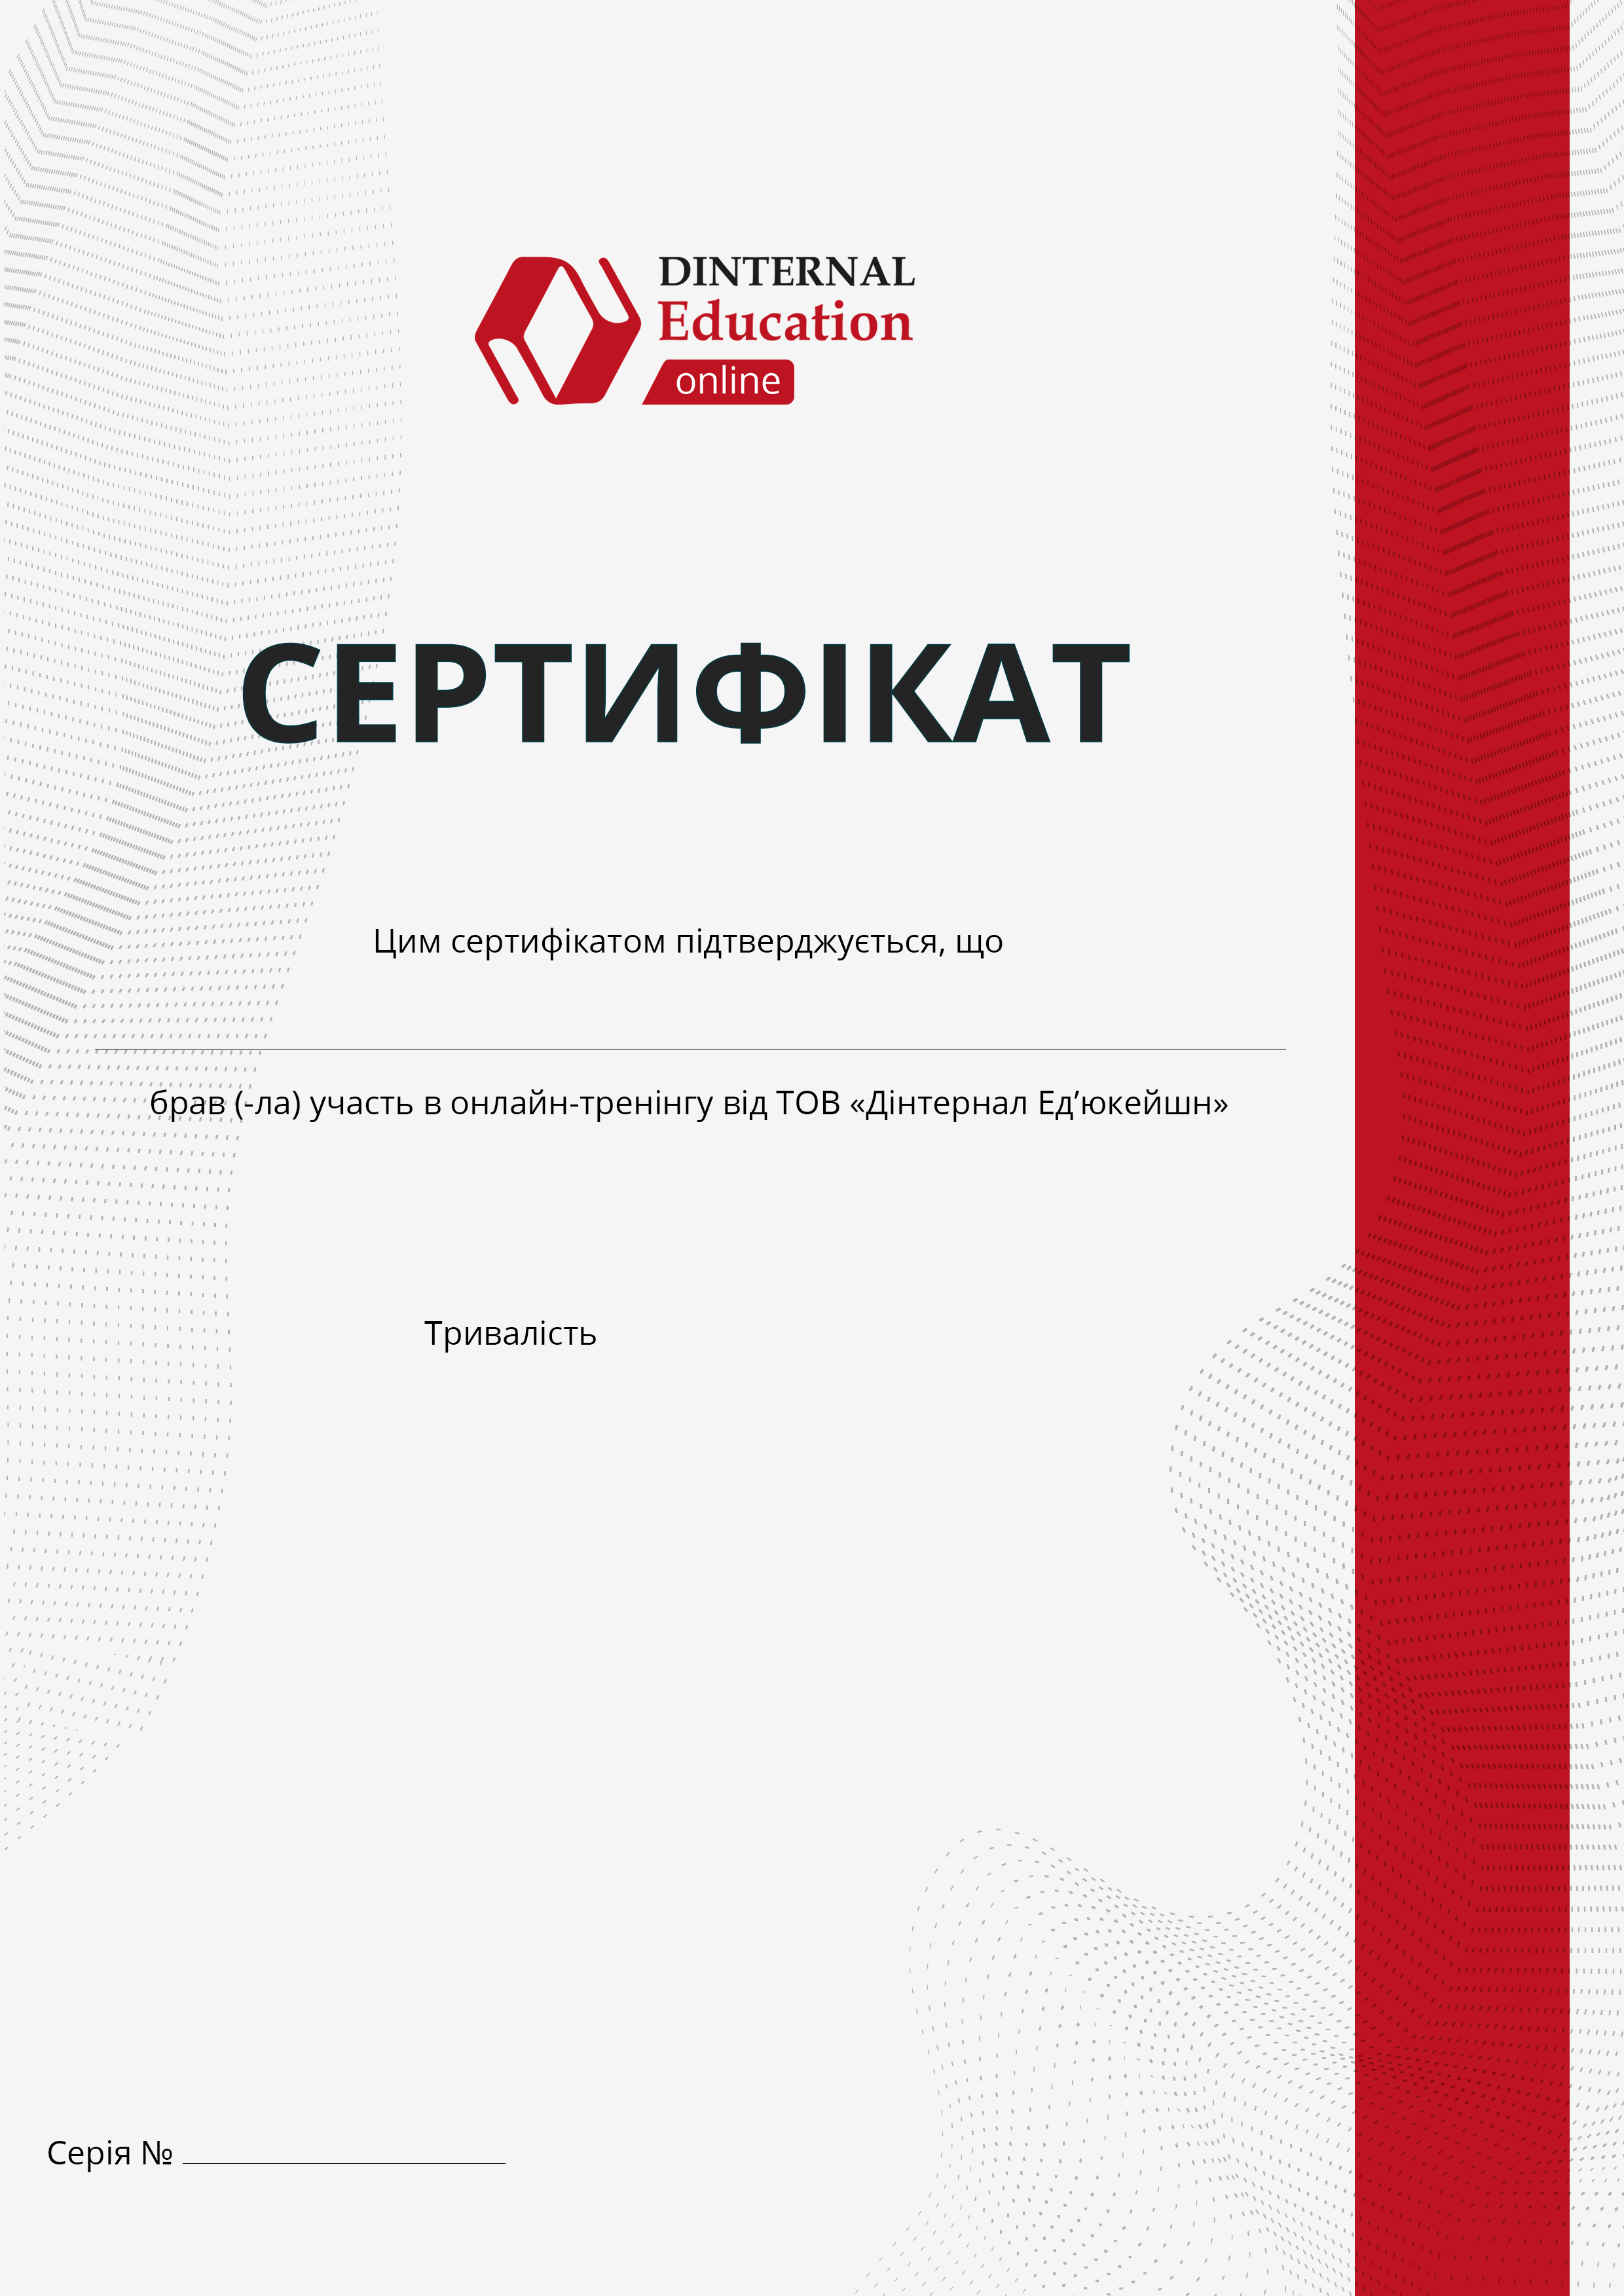 DINTERNAL
Education
online
СЕРТИФІКАТ
Цим сертифікатом підтверджується, що
брав (-ла) участь в онлайн-тренінгу від ТОВ «Дінтернал Ед’юкейшн»
Тривалість
Серія №